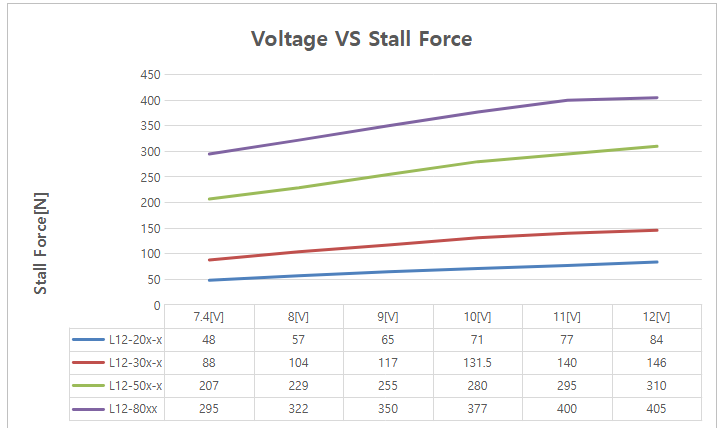 Voltage VS Stall Force
Stall Force[N]
450
400
350
300
250
200
150
100
50
0
7.4[V] 8[V] 9[V] 10[V] 11[V] 12[V]
L12-20x-x 48 57 65 71 77 84
L12-30x-x 88 104 117 131.5 140 146
L12-50x-x 207 229 255 280 295 310
L12-80xx 295 322 350 377 400 405